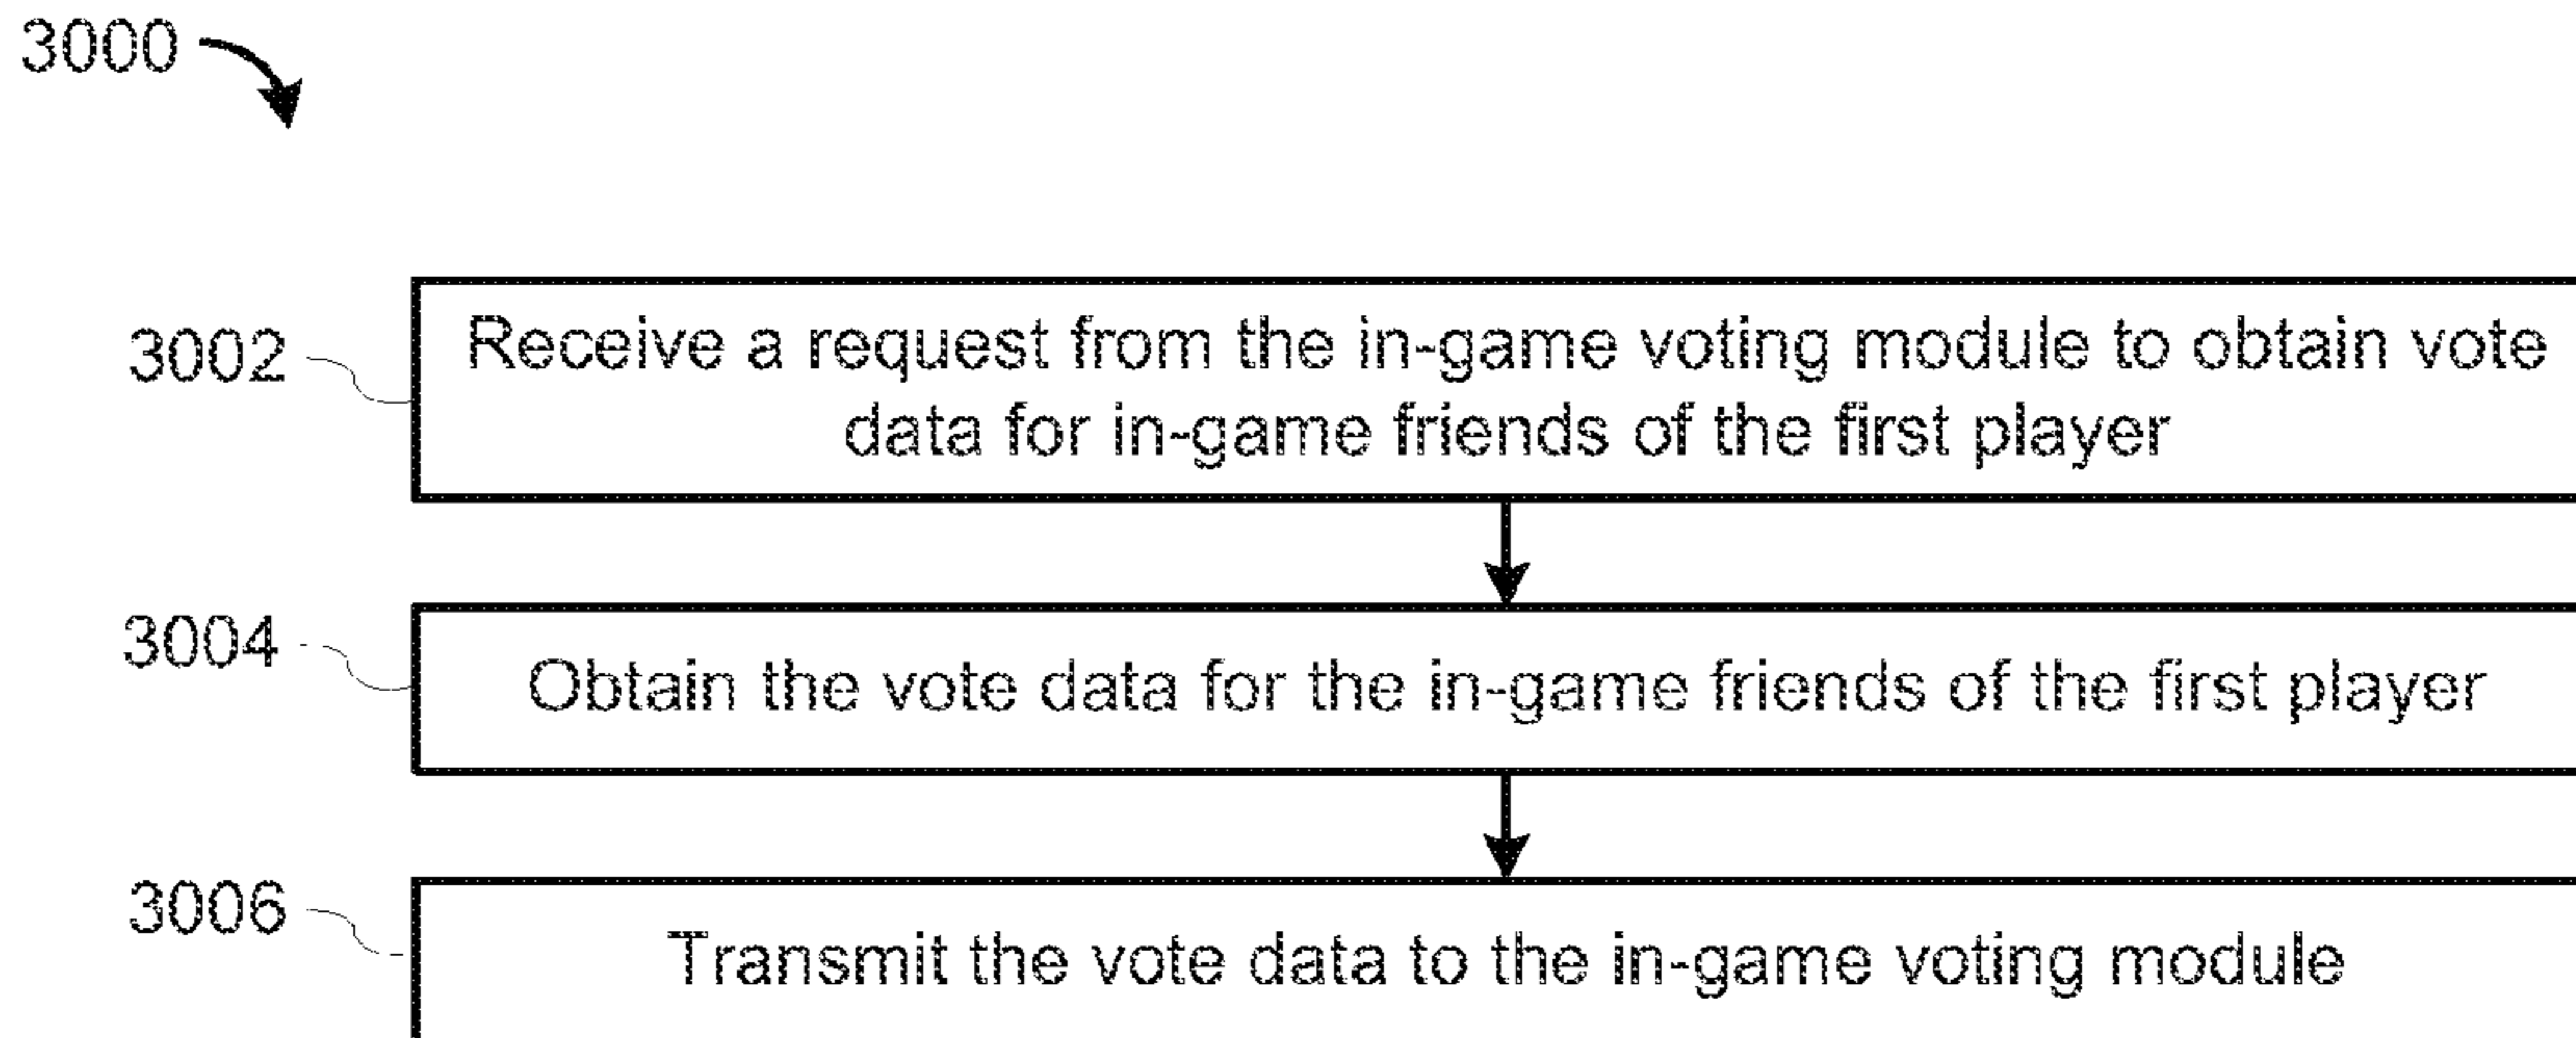 3000
3002
Receive a request from the in-game voting module to obtain vote
data for in-game friends of the first player
3004
Obtain the vote data for the in-game friends of the first player
3006
Transmit the vote data to the in-game voting module